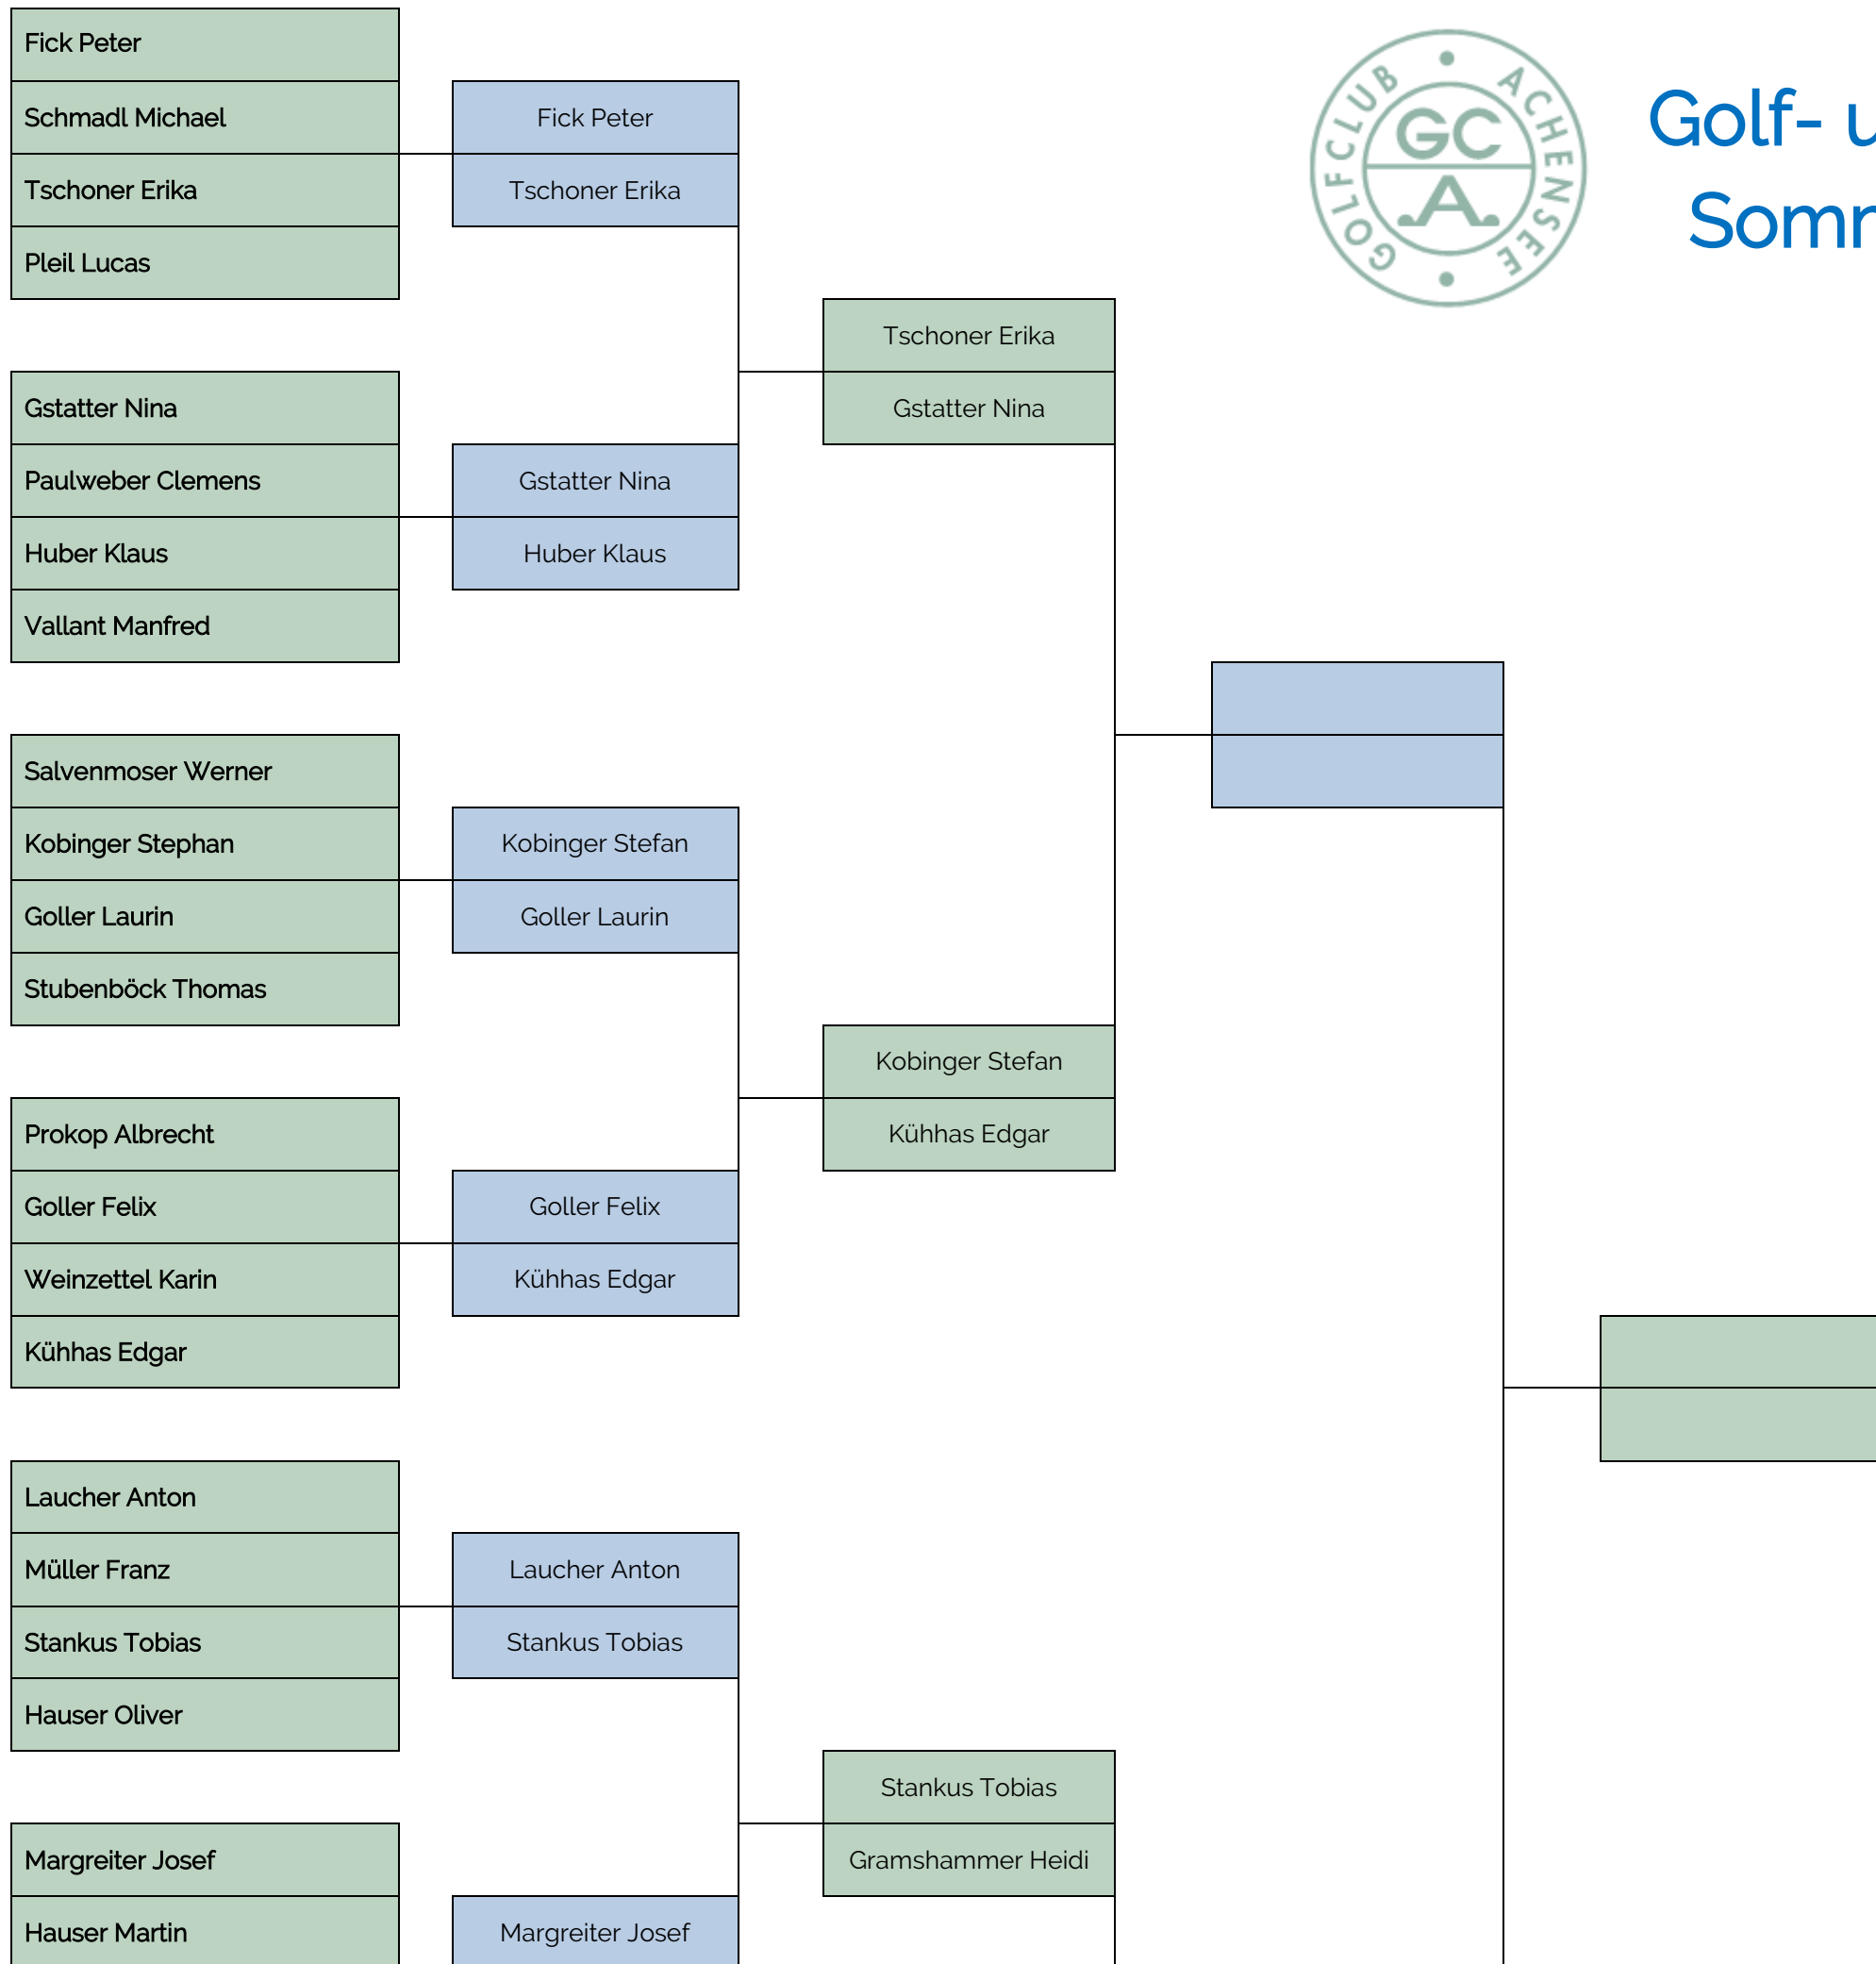 Fick Peter
Schmadl Michael
Tschoner Erika
Pleil Lucas
Gstatter Nina
Paulweber Clemens
Huber Klaus
Vallant Manfred
Salvenmoser Werner
Kobinger Stephan
Goller Laurin
Stubenböck Thomas
Prokop Albrecht
Goller Felix
Weinzettel Karin
Kühhas Edgar
Laucher Anton
Müller Franz
Stankus Tobias
Hauser Oliver
Margreiter Josef
Hauser Martin
Fick Peter
Tschoner Erika
Gstatter Nina
Huber Klaus
Kobinger Stefan
Goller Laurin
Goller Felix
Kühhas Edgar
Laucher Anton
Stankus Tobias
Margreiter Josef
Tschoner Erika
Gstatter Nina
Kobinger Stefan
Kühhas Edgar
Stankus Tobias
Gramshammer Heidi
GOLFCLUB • ACHENSEE •
GC
A
Golf- u
Somm